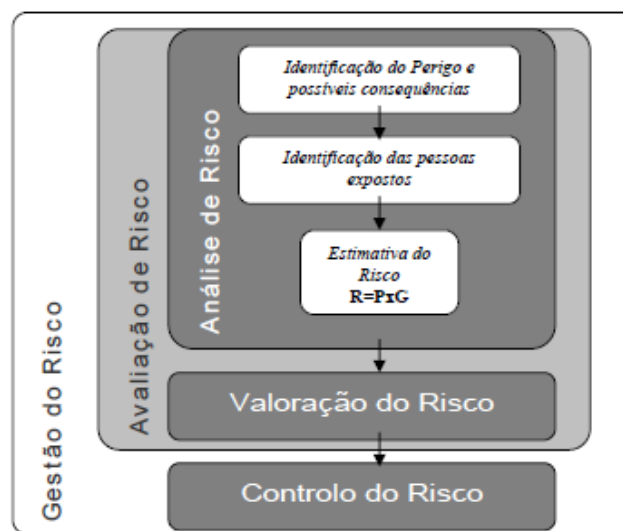 Gestão do Risco
Avaliação de Risco
Análise de Risco
Identificação do Perigo e
possíveis consequências
Identificação das pessoas
expostos
Estimativa do
Risco
R=PxG
Valoração do Risco
Controlo do Risco